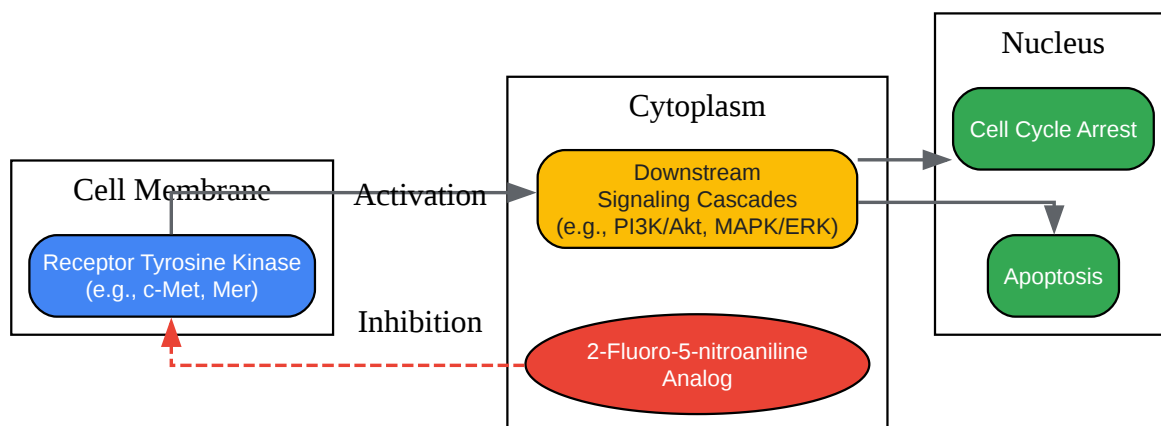 Nucleus
Cell Cycle Arrest
Apoptosis
Cytoplasm
Downstream
Signaling Cascades
(e.g., PI3K/Akt, MAPK/ERK)
2-Fluoro-5-nitroaniline
Analog
Cell Membrane
Receptor Tyrosine Kinase
(e.g., c-Met, Mer)
Activation
Inhibition